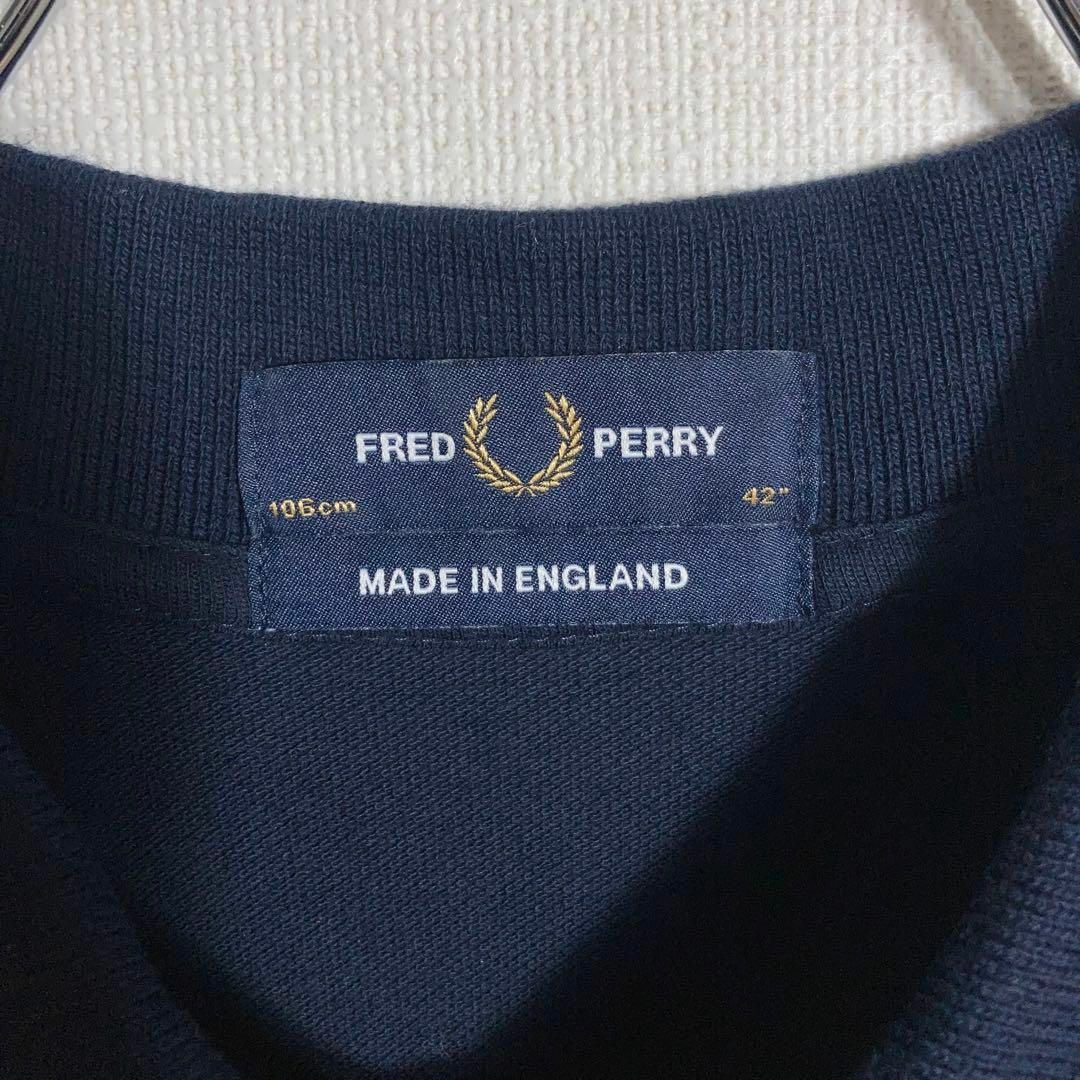 FRED PERRY
106cm 42"
MADE IN ENGLAND